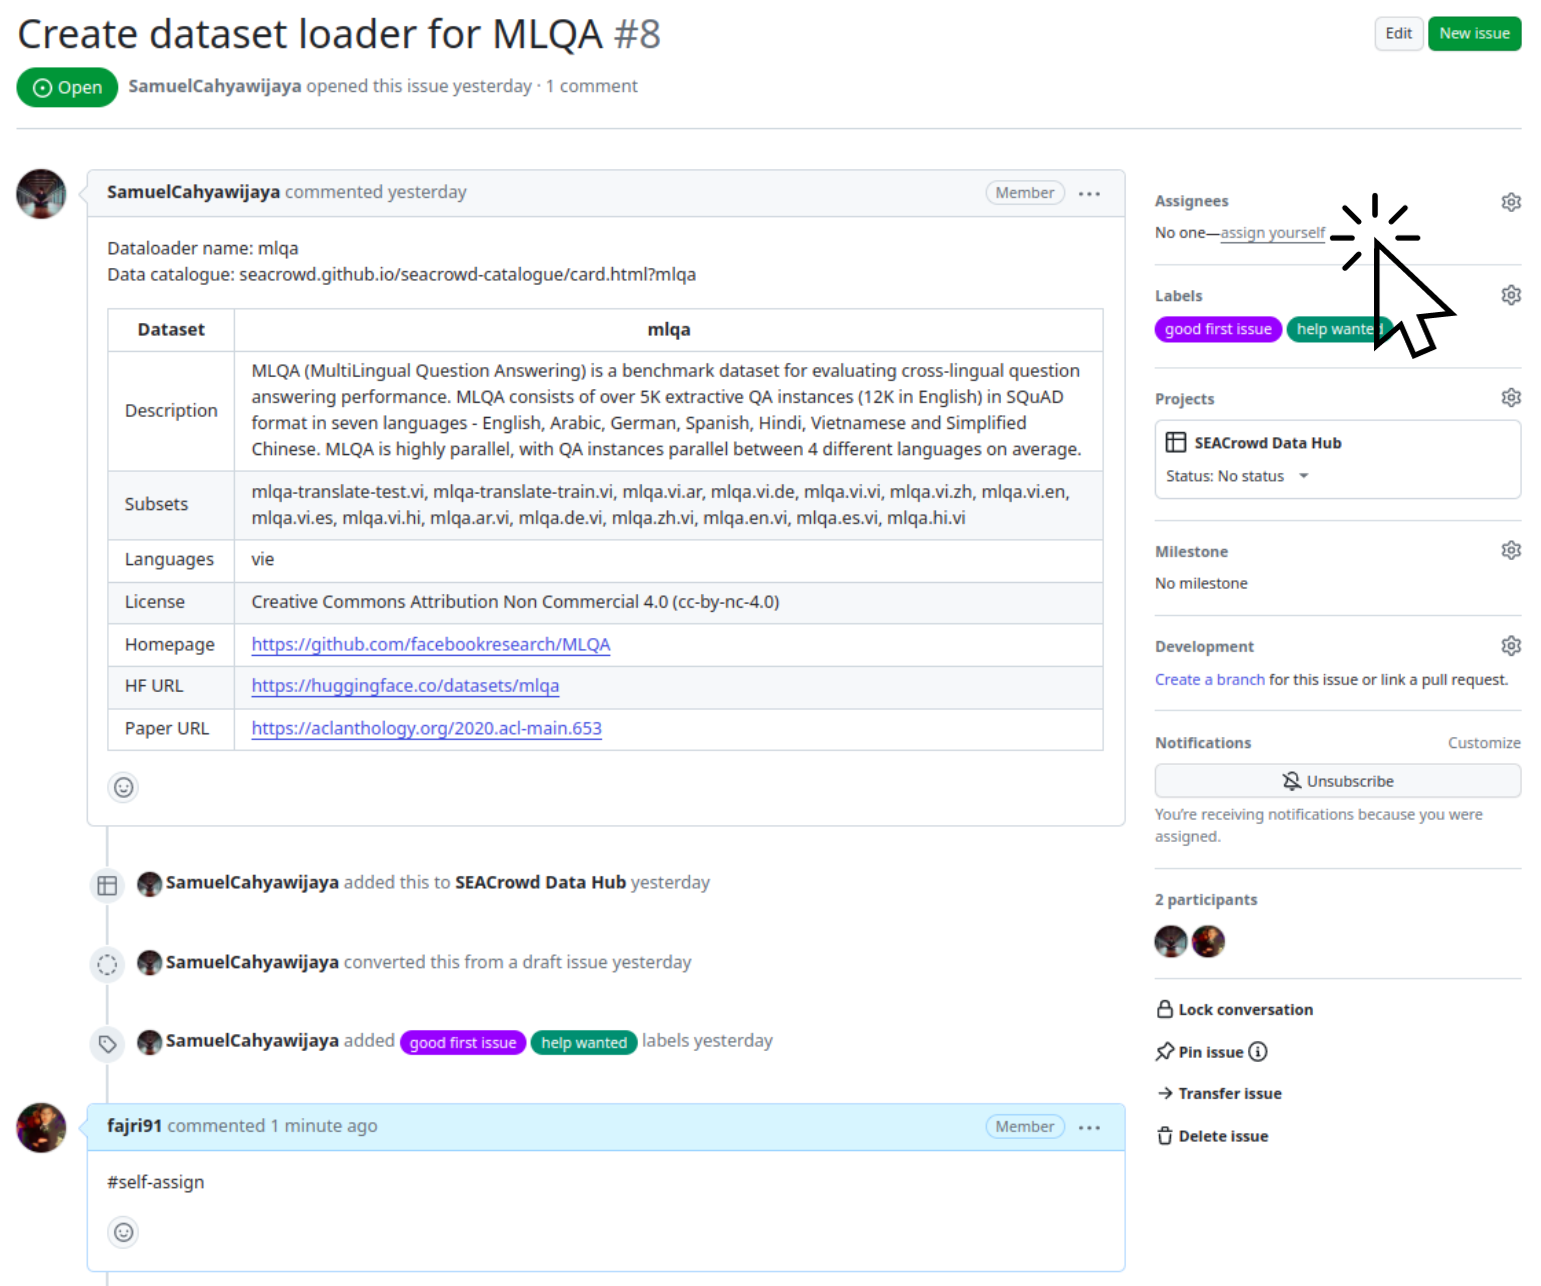 Create dataset loader for MLQA #8
Edit
New issue
Open
SamuelCahyawijaya opened this issue yesterday · 1 comment
SamuelCahyawijaya commented yesterday
Member
Dataloader name: mlqa
Data catalogue: seacrowd.github.io/seacrowd-catalogue/card.html?mlqa
Dataset
mlqa
Description
MLQA (MultiLingual Question Answering) is a benchmark dataset for evaluating cross-lingual question
answering performance. MLQA consists of over 5K extractive QA instances (12K in English) in SQuAD
format in seven languages - English, Arabic, German, Spanish, Hindi, Vietnamese and Simplified
Chinese. MLQA is highly parallel, with QA instances parallel between 4 different languages on average.
Subsets
mlqa-translate-test.vi, mlqa-translate-train.vi, mlqa.vi.ar, mlqa.vi.de, mlqa.vi.vi, mlqa.vi.zh, mlqa.vi.en,
mlqa.vi.es, mlqa.vi.hi, mlqa.ar.vi, mlqa.de.vi, mlqa.zh.vi, mlqa.en.vi, mlqa.es.vi, mlqa.hi.vi
Languages
vie
License
Creative Commons Attribution Non Commercial 4.0 (cc-by-nc-4.0)
Homepage
https://github.com/facebookresearch/MLQA
HF URL
https://huggingface.co/datasets/mlqa
Paper URL
https://aclanthology.org/2020.acl-main.653
SamuelCahyawijaya added this to SEACrowd Data Hub yesterday
SamuelCahyawijaya converted this from a draft issue yesterday
SamuelCahyawijaya added good first issue help wanted labels yesterday
fajri91 commented 1 minute ago
Member
#self-assign
Assignees
No one—assign yourself
Labels
good first issue
help wanted
Projects
SEACrowd Data Hub
Status: No status
Milestone
No milestone
Development
Create a branch for this issue or link a pull request.
Notifications
Customize
Unsubscribe
You're receiving notifications because you were
assigned.
2 participants
Lock conversation
Pin issue
Transfer issue
Delete issue